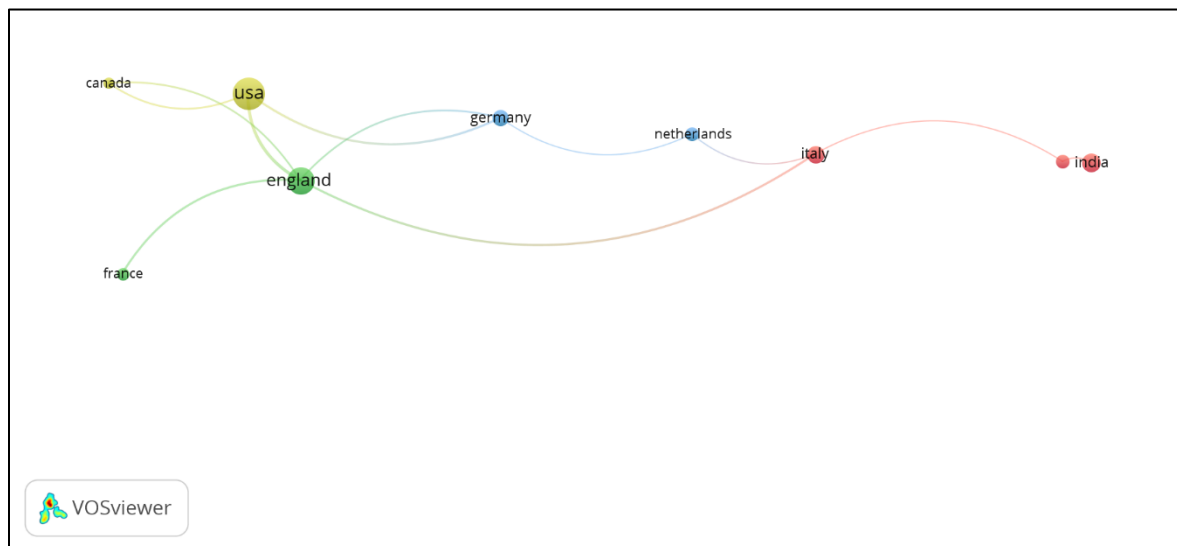 canada
usa
germany
netherlands
italy
india
england
france
VOSviewer